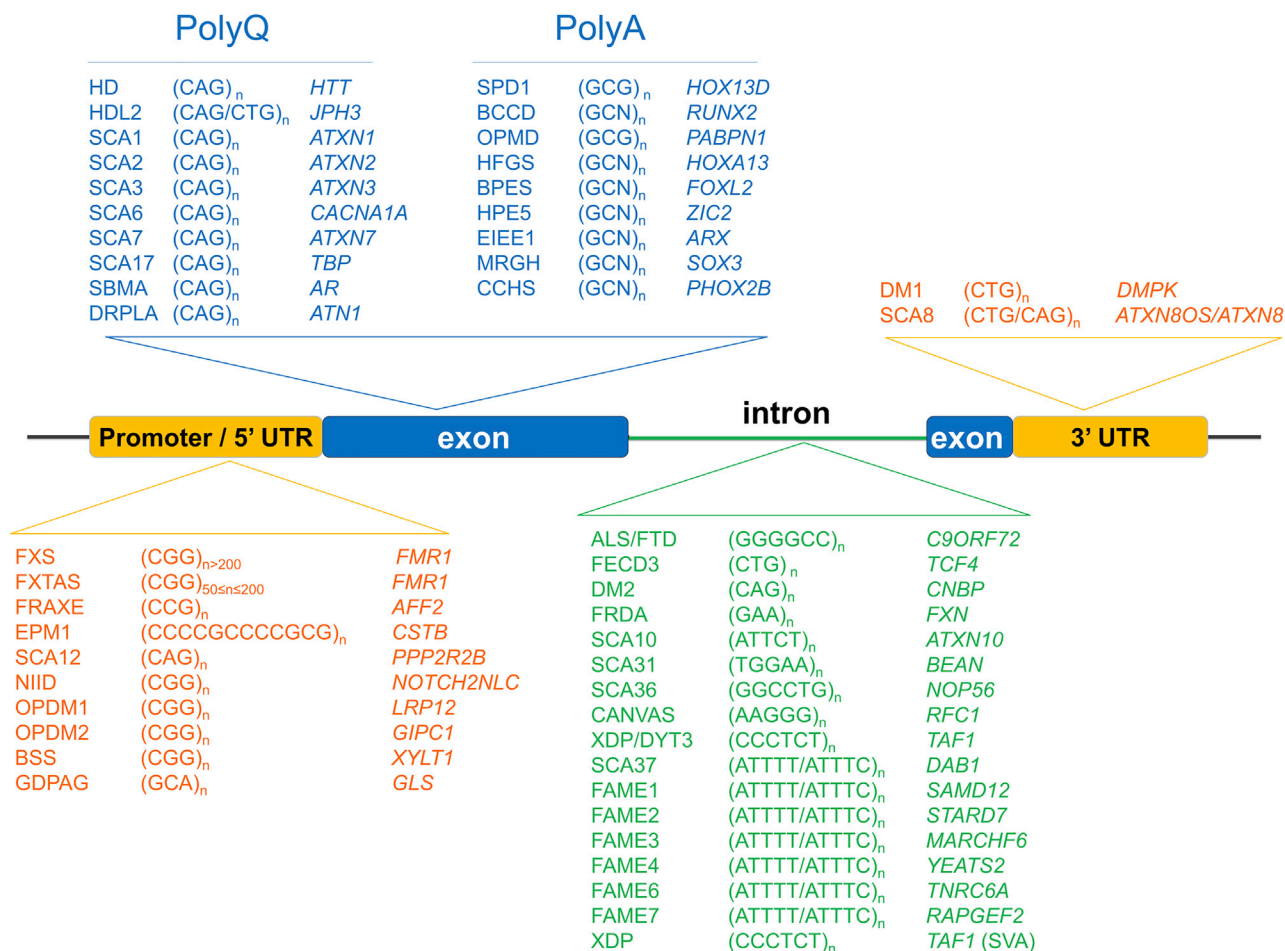 PolyQ
HD (CAG)n HTT
HDL2 (CAG/CTG)n JPH3
SCA1 (CAG)n ATXN1
SCA2 (CAG)n ATXN2
SCA3 (CAG)n ATXN3
SCA6 (CAG)n CACNA1A
SCA7 (CAG)n ATXN7
SCA17 (CAG)n TBP
SBMA (CAG)n AR
DRPLA (CAG)n ATN1
PolyA
SPD1 (GCG)n HOX13D
BCCD (GCN)n RUNX2
OPMD (GCG)n PABPN1
HFGS (GCN)n HOXA13
BPES (GCN)n FOXL2
HPE5 (GCN)n ZIC2
EIEE1 (GCN)n ARX
MRGH (GCN)n SOX3
CCHS (GCN)n PHOX2B
DM1 (CTG)n DMPK
SCA8 (CTG/CAG)n ATXN8OS/ATXN8
Promoter / 5’ UTR
exon
intron
exon
3’ UTR
FXS (CGG)n>200 FMR1
FXTAS (CGG)50≤n≤200 FMR1
FRAXE (CCG)n AFF2
EPM1 (CCCCGCCCCGCG)n CSTB
SCA12 (CAG)n PPP2R2B
NIID (CGG)n NOTCH2NLC
OPDM1 (CGG)n LRP12
OPDM2 (CGG)n GIPC1
BSS (CGG)n XYLT1
GDPAG (GCA)n GLS
ALS/FTD (GGGGCC)n C9ORF72
FECD3 (CTG)n TCF4
DM2 (CAG)n CNBP
FRDA (GAA)n FXN
SCA10 (ATTCT)n ATXN10
SCA31 (TGGAA)n BEAN
SCA36 (GGCCTG)n NOP56
CANVAS (AAGGG)n RFC1
XDP/DYT3 (CCCTCT)n TAF1
SCA37 (ATTTT/ATTTC)n DAB1
FAME1 (ATTTT/ATTTC)n SAMD12
FAME2 (ATTTT/ATTTC)n STARD7
FAME3 (ATTTT/ATTTC)n MARCHF6
FAME4 (ATTTT/ATTTC)n YEATS2
FAME6 (ATTTT/ATTTC)n TNRC6A
FAME7 (ATTTT/ATTTC)n RAPGEF2
XDP (CCCTCT)n TAF1 (SVA)